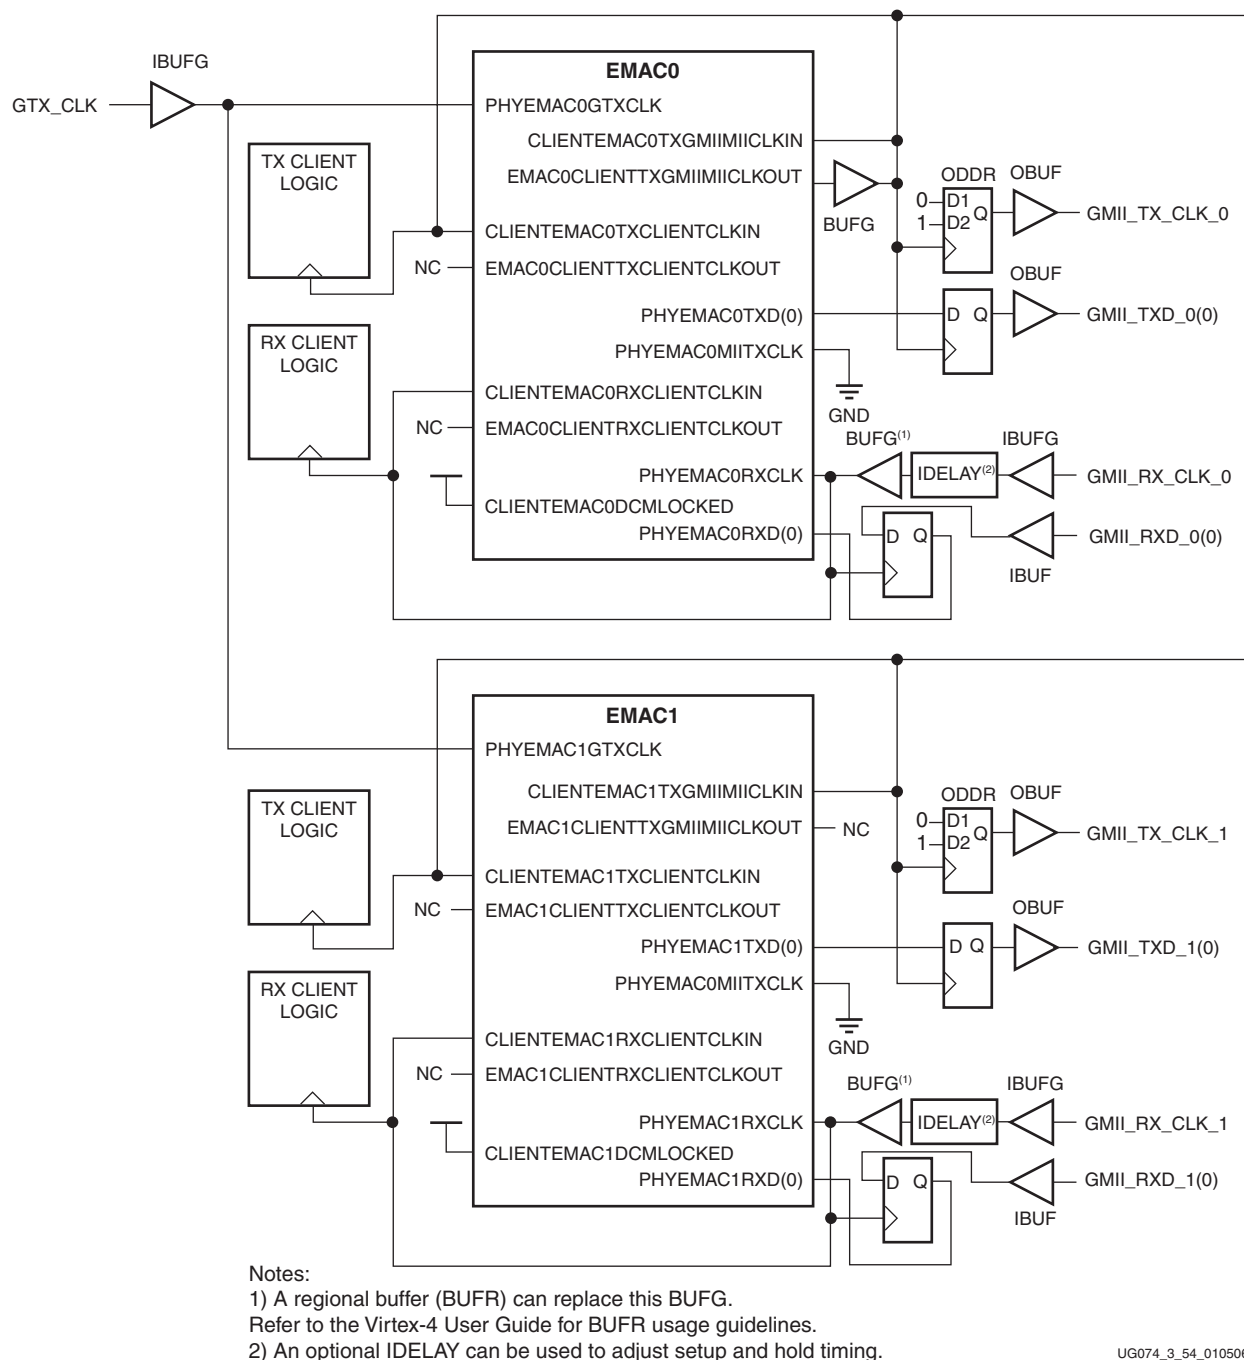 IBUFG
GTX_CLK
EMAC0
PHYEMAC0GTXCLK
CLIENTEMAC0TXGMIIMIICLKIN
TX CLIENT
LOGIC
EMAC0CLIENTTXGMIIMIICLKOUT
BUFG
ODDR
OBUF
0
D1
1
D2
Q
GMII_TX_CLK_0
CLIENTEMAC0TXCLIENTCLKIN
NC
EMAC0CLIENTTXCLIENTCLKOUT
OBUF
PHYEMAC0TXD(0)
D Q
GMII_TXD_0(0)
RX CLIENT
LOGIC
PHYEMAC0MIITXCLK
GND
CLIENTEMAC0RXCLIENTCLKIN
NC
EMAC0CLIENTRXCLIENTCLKOUT
BUFG(1)
IBUFG
PHYEMAC0RXCLK
IDELAY(2)
GMII_RX_CLK_0
CLIENTEMAC0DCMLOCKED
PHYEMAC0RXD(0)
D Q
GMII_RXD_0(0)
IBUF
EMAC1
PHYEMAC1GTXCLK
CLIENTEMAC1TXGMIIMIICLKIN
TX CLIENT
LOGIC
EMAC1CLIENTTXGMIIMIICLKOUT
NC
ODDR
OBUF
0
D1
1
D2
Q
GMII_TX_CLK_1
CLIENTEMAC1TXCLIENTCLKIN
NC
EMAC1CLIENTTXCLIENTCLKOUT
OBUF
PHYEMAC1TXD(0)
D Q
GMII_TXD_1(0)
RX CLIENT
LOGIC
PHYEMAC0MIITXCLK
GND
CLIENTEMAC1RXCLIENTCLKIN
NC
EMAC1CLIENTRXCLIENTCLKOUT
BUFG(1)
IBUFG
PHYEMAC1RXCLK
IDELAY(2)
GMII_RX_CLK_1
CLIENTEMAC1DCMLOCKED
PHYEMAC1RXD(0)
D Q
GMII_RXD_1(0)
IBUF
Notes:
1) A regional buffer (BUFR) can replace this BUFG.
Refer to the Virtex-4 User Guide for BUFR usage guidelines.
2) An optional IDELAY can be used to adjust setup and hold timing.
UG074_3_54_010506